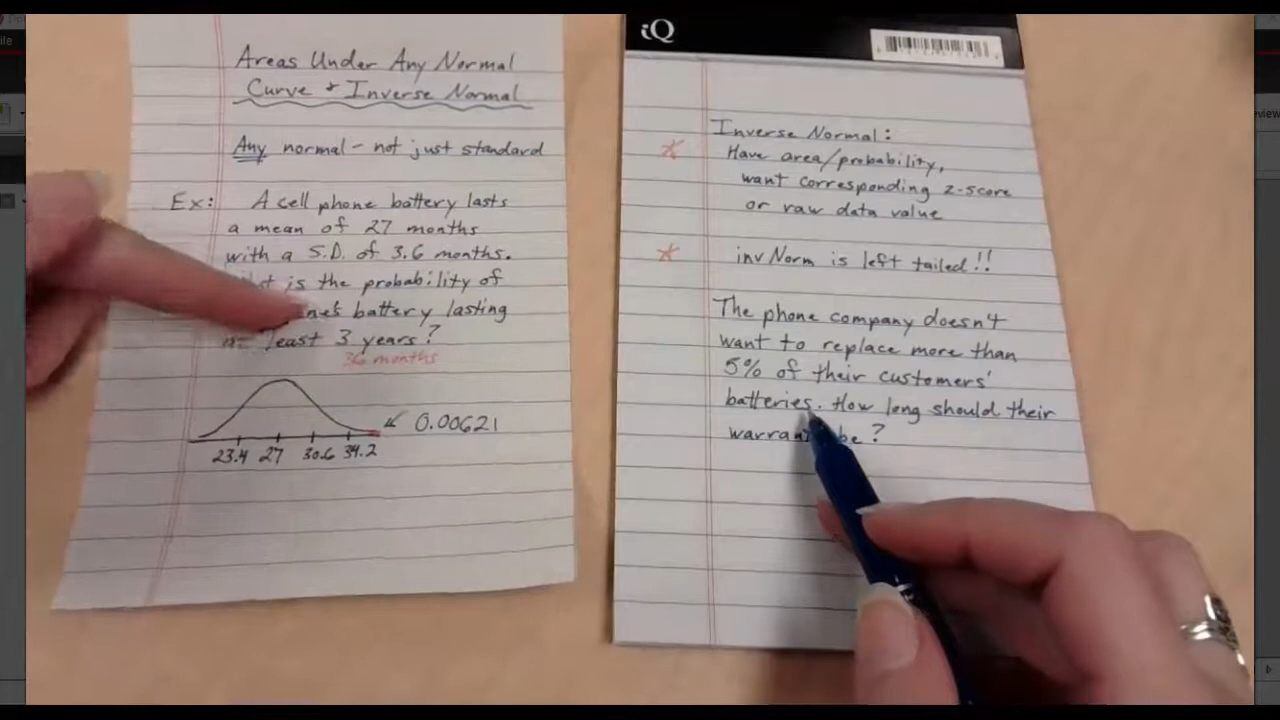 Areas Under Any Normal
Curve + Inverse Normal
Any normal - not just standard
Ex: A cell phone battery lasts
a mean of 27 months
with a S.D. of 3.6 months.
is the probability of
battery lasting
least 3 years?
36 months
0.00621
23.4 27 30.6 34.2
iQ
Inverse Normal:
* Have area/probability,
want corresponding z-score
or raw data value
* invNorm is left tailed!!
The phone company doesn't
want to replace more than
5% of their customers'
batteries. How long should their
be?